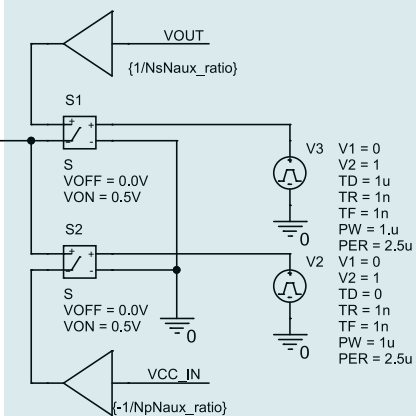 VOUT
{1/NsNaux_ratio}
S1
+ +
- -
S
VOFF = 0.0V
VON = 0.5V
V3
V1 = 0
V2 = 1
TD = 1u
TR = 1n
TF = 1n
PW = 1.u
PER = 2.5u
0
S2
+ +
- -
S
VOFF = 0.0V
VON = 0.5V
0
V2
V1 = 0
V2 = 1
TD = 0
TR = 1n
TF = 1n
PW = 1u
PER = 2.5u
0
VCC_IN
{-1/NpNaux_ratio}